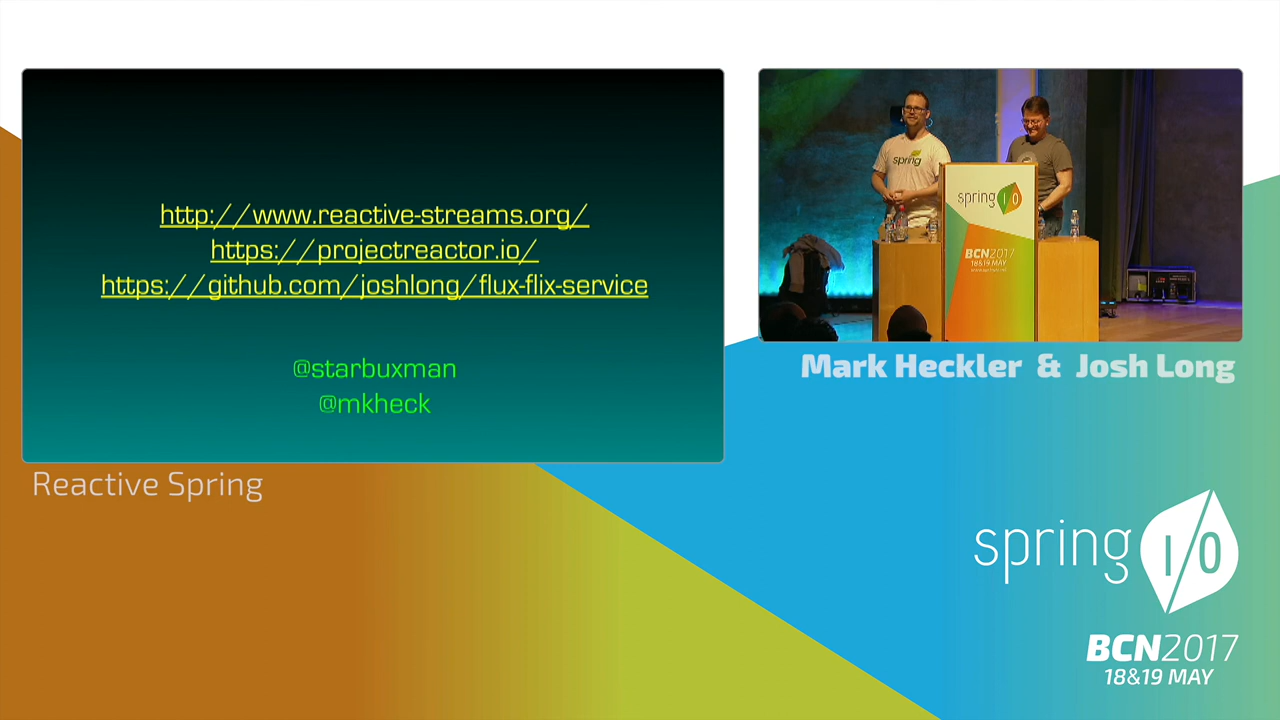 http://www.reactive-streams.org/
https://projectreactor.io/
https://github.com/joshlong/flux-flix-service
@starbuxman
@mkheck
spring
spring I/O
BCN2017
18&19 MAY
Mark Heckler & Josh Long
Reactive Spring
spring I/O
BCN2017
18&19 MAY